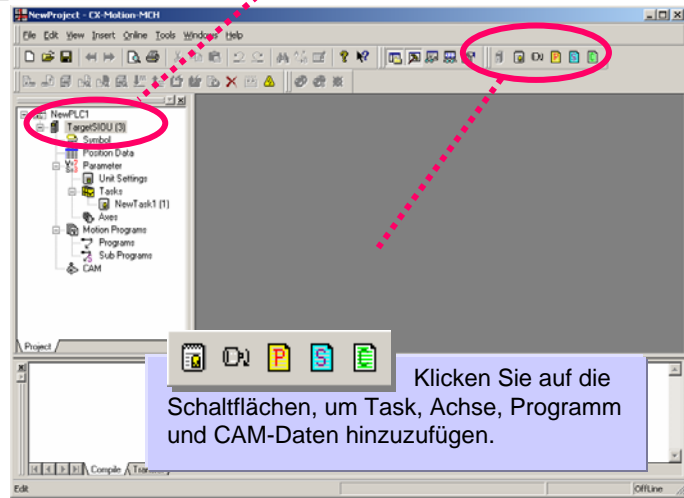 NewProject - CX-Motion-MCH
File Edit View Insert Online Tools Windows Help
NewPLC1
TargetSIOU (3)
Symbol
Position Data
Parameter
Unit Settings
Tasks
NewTask1 (1)
Axes
Motion Programs
Programs
Sub Programs
CAM
Project
P S
Klicken Sie auf die
Schaltflächen, um Task, Achse, Programm
und CAM-Daten hinzuzufügen.
Compile
Edit
OffLine